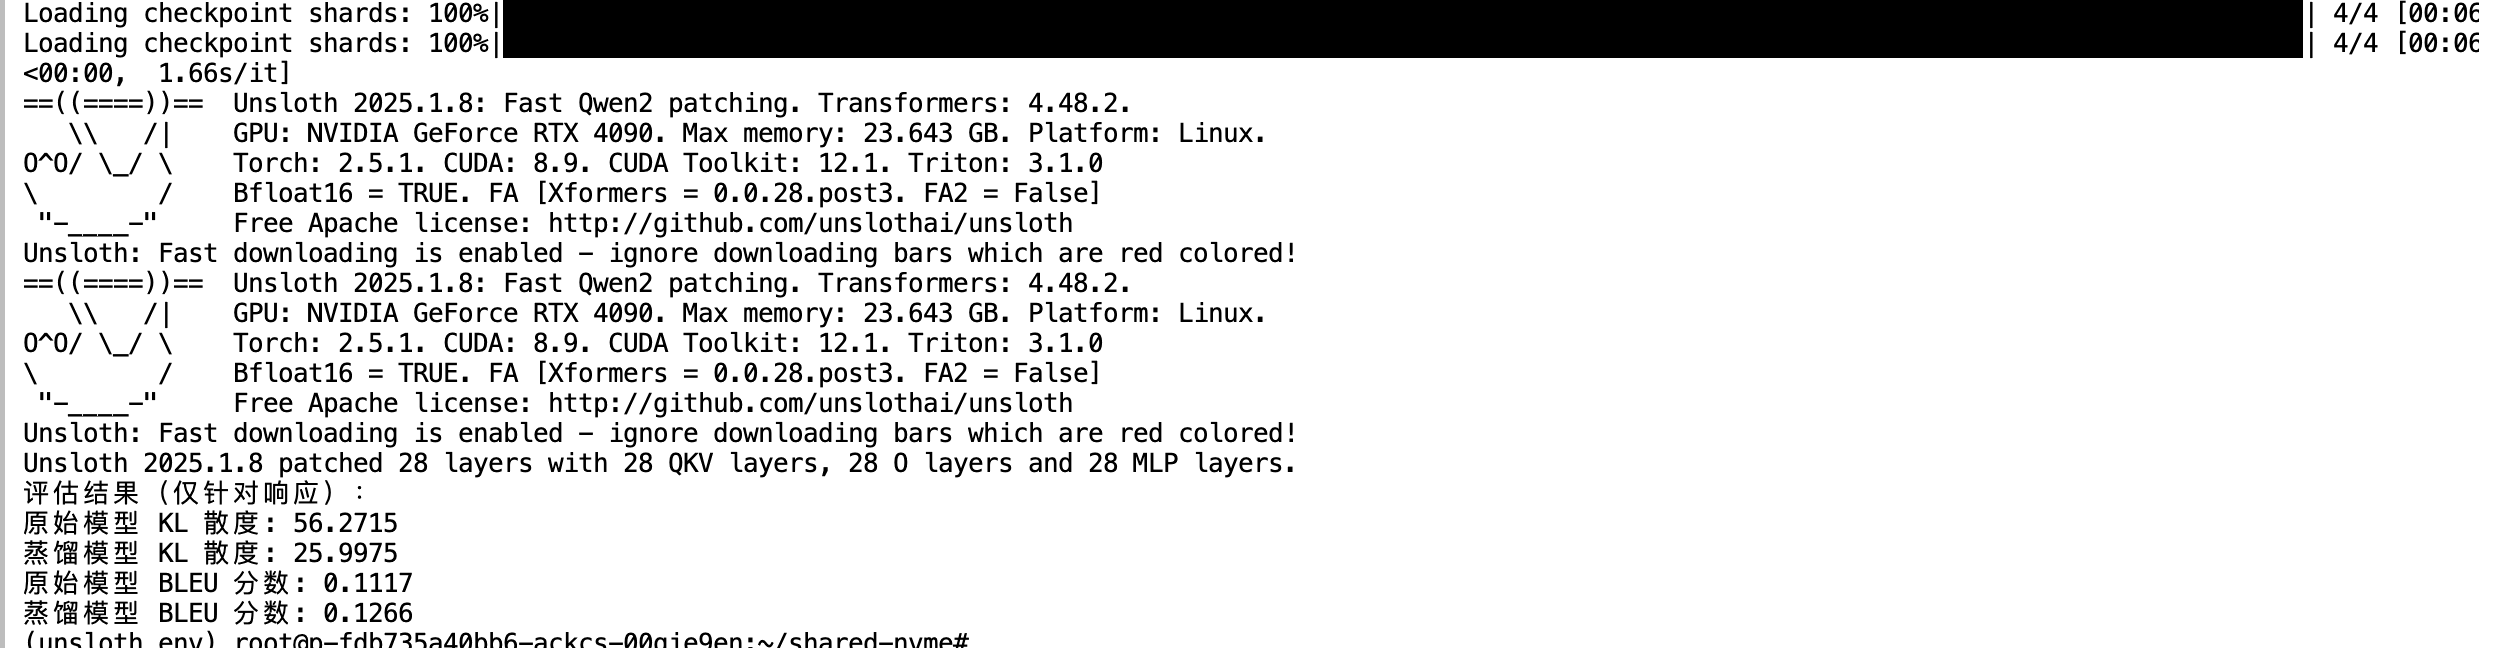 Loading checkpoint shards: 100%| | 4/4 [00:06
Loading checkpoint shards: 100%| | 4/4 [00:06
<00:00,  1.66s/it]
==((====))==  Unsloth 2025.1.8: Fast Qwen2 patching. Transformers: 4.48.2.
   \\   /|    GPU: NVIDIA GeForce RTX 4090. Max memory: 23.643 GB. Platform: Linux.
O^O/ \_/ \    Torch: 2.5.1. CUDA: 8.9. CUDA Toolkit: 12.1. Triton: 3.1.0
\        /    Bfloat16 = TRUE. FA [Xformers = 0.0.28.post3. FA2 = False]
 "-____-"     Free Apache license: http://github.com/unslothai/unsloth
Unsloth: Fast downloading is enabled - ignore downloading bars which are red colored!
==((====))==  Unsloth 2025.1.8: Fast Qwen2 patching. Transformers: 4.48.2.
   \\   /|    GPU: NVIDIA GeForce RTX 4090. Max memory: 23.643 GB. Platform: Linux.
O^O/ \_/ \    Torch: 2.5.1. CUDA: 8.9. CUDA Toolkit: 12.1. Triton: 3.1.0
\        /    Bfloat16 = TRUE. FA [Xformers = 0.0.28.post3. FA2 = False]
 "-____-"     Free Apache license: http://github.com/unslothai/unsloth
Unsloth: Fast downloading is enabled - ignore downloading bars which are red colored!
Unsloth 2025.1.8 patched 28 layers with 28 QKV layers, 28 O layers and 28 MLP layers.
评估结果（仅针对响应）：
原始模型 KL 散度: 56.2715
蒸馏模型 KL 散度: 25.9975
原始模型 BLEU 分数: 0.1117
蒸馏模型 BLEU 分数: 0.1266
(unsloth_env) root@p-fdb735a40bb6-ackcs-00gie9en:~/shared-nvme#